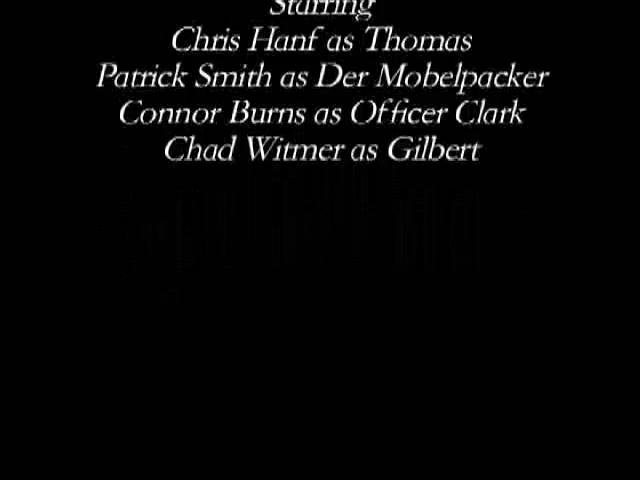 Starring
Chris Hanf as Thomas
Patrick Smith as Der Mobelpacker
Connor Burns as Officer Clark
Chad Witmer as Gilbert